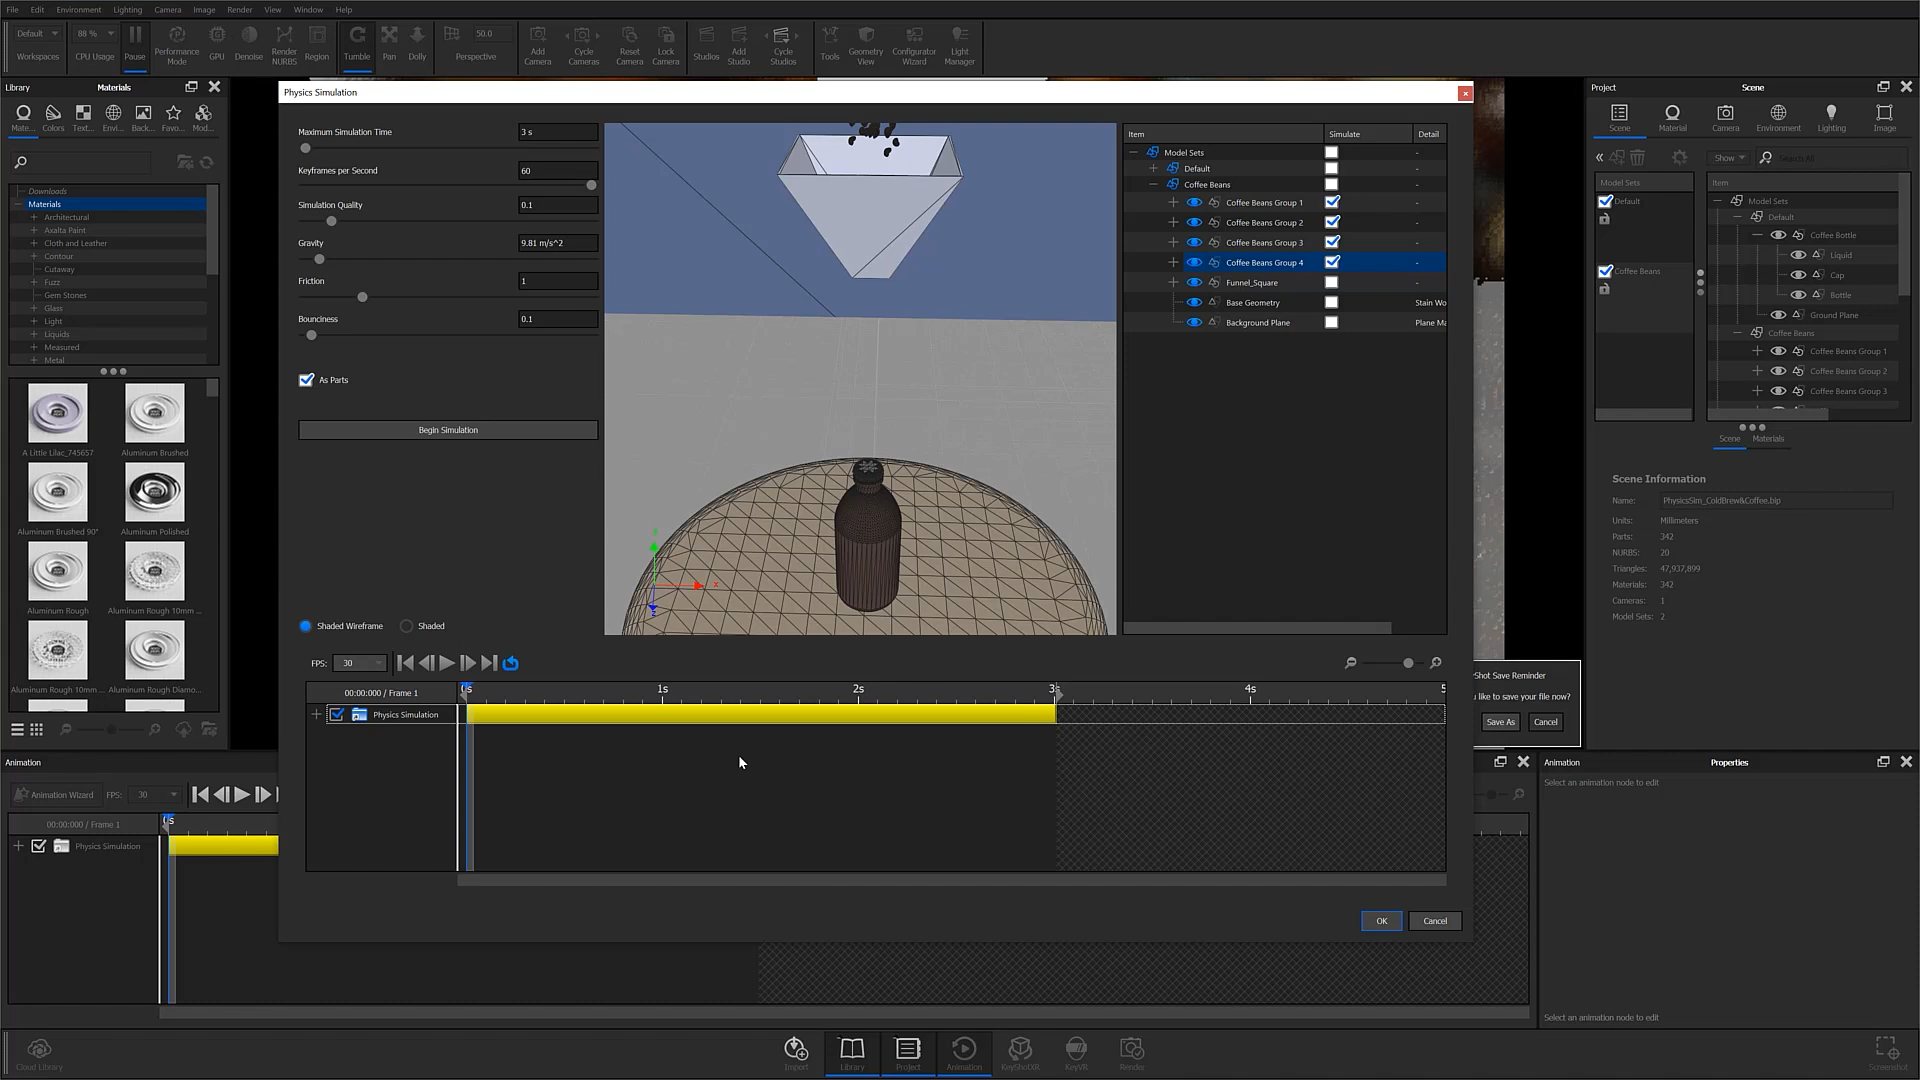 File Edit Environment Lighting Camera Image Render View Window Help
Default 88 % 50.0
Workspaces CPU Usage Pause Performance Mode GPU Denoise Render NURBS Region Tumble Pan Dolly Perspective Add Camera Cycle Cameras Reset Camera Lock Camera Studios Add Studio Cycle Studios Tools Geometry View Configurator Wizard Light Manager
Library Materials
Mate... Colors Text... Envi... Back... Favo... Mod...
Downloads
Materials
Architectural
Axalta Paint
Cloth and Leather
Contour
Cutaway
Fuzz
Gem Stones
Glass
Light
Liquids
Measured
Metal
A Little Lilac_745657 Aluminum Brushed
Aluminum Brushed 90° Aluminum Polished
Aluminum Rough Aluminum Rough 10mm ...
Aluminum Rough 10mm ... Aluminum Rough Diamo...
Physics Simulation
Maximum Simulation Time 3 s
Keyframes per Second 60
Simulation Quality 0.1
Gravity 9.81 m/s^2
Friction 1
Bounciness 0.1
As Parts
Begin Simulation
Shaded Wireframe Shaded
Item Simulate Detail
Model Sets -
Default -
Coffee Beans -
Coffee Beans Group 1 -
Coffee Beans Group 2 -
Coffee Beans Group 3 -
Coffee Beans Group 4 -
Funnel_Square -
Base Geometry Stain Wo
Background Plane Plane Ma
FPS: 30
00:00:000 / Frame 1 0s 1s 2s 3s 4s 5
Physics Simulation
OK Cancel
Project Scene
Scene Material Camera Environment Lighting Image
Show Search All
Model Sets Item
Default
Coffee Beans
Model Sets
Default
Coffee Bottle
Liquid
Cap
Bottle
Ground Plane
Coffee Beans
Coffee Beans Group 1
Coffee Beans Group 2
Coffee Beans Group 3
Scene Materials
Scene Information
Name: PhysicsSim_ColdBrew&Coffee.bip
Units: Millimeters
Parts: 342
NURBS: 20
Triangles: 47,937,899
Materials: 342
Cameras: 1
Model Sets: 2
Shot Save Reminder
u like to save your file now?
Save As Cancel
Animation
Animation Wizard FPS: 30
00:00:000 / Frame 1 0s
Physics Simulation
Animation Properties
Select an animation node to edit
Select an animation node to edit
Cloud Library Import Library Project Animation KeyShotXR KeyVR Render Screenshot